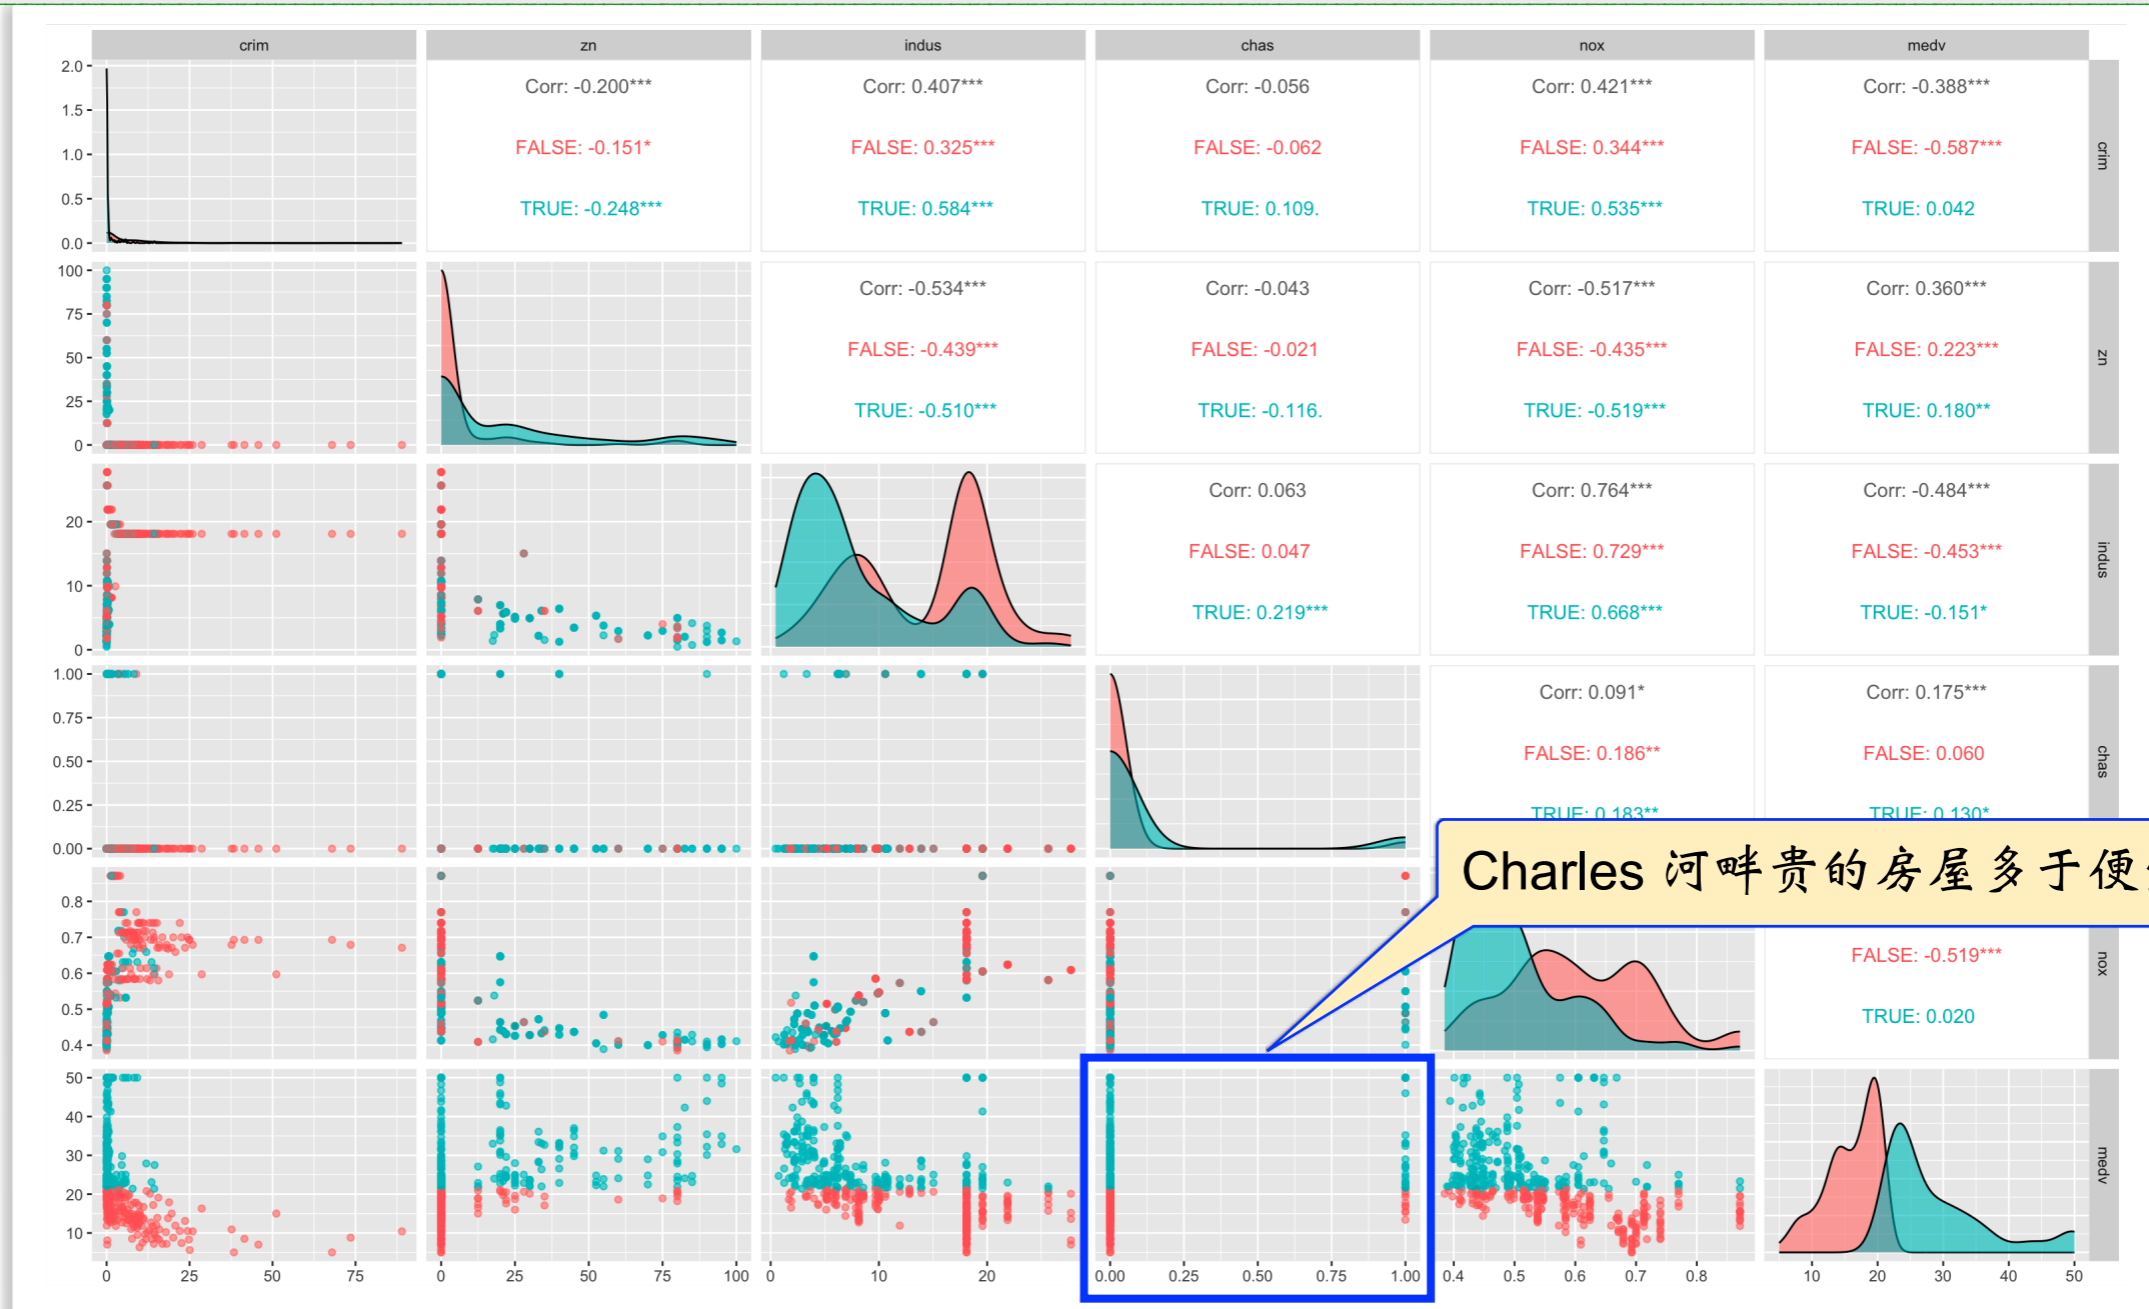 crim zn indus chas nox medv
2.0
1.5
1.0
0.5
0.0
Corr: -0.200*** Corr: 0.407*** Corr: -0.056 Corr: 0.421*** Corr: -0.388***
FALSE: -0.151* FALSE: 0.325*** FALSE: -0.062 FALSE: 0.344*** FALSE: -0.587***
TRUE: -0.248*** TRUE: 0.584*** TRUE: 0.109. TRUE: 0.535*** TRUE: 0.042
crim
100
75
50
25
0
Corr: -0.534*** Corr: -0.043 Corr: -0.517*** Corr: 0.360***
FALSE: -0.439*** FALSE: -0.021 FALSE: -0.435*** FALSE: 0.223***
TRUE: -0.510*** TRUE: -0.116. TRUE: -0.519*** TRUE: 0.180**
zn
20
10
0
Corr: 0.063 Corr: 0.764*** Corr: -0.484***
FALSE: 0.047 FALSE: 0.729*** FALSE: -0.453***
TRUE: 0.219*** TRUE: 0.668*** TRUE: -0.151*
indus
1.00
0.75
0.50
0.25
0.00
Corr: 0.091* Corr: 0.175***
FALSE: 0.186** FALSE: 0.060
TRUE: 0.183** TRUE: 0.130*
chas
Charles 河畔贵的房屋多于便
0.8
0.7
0.6
0.5
0.4
FALSE: -0.519***
TRUE: 0.020
nox
50
40
30
20
10
medv
0 25 50 75 0 25 50 75 100 0 10 20 0.00 0.25 0.50 0.75 1.00 0.4 0.5 0.6 0.7 0.8 10 20 30 40 50